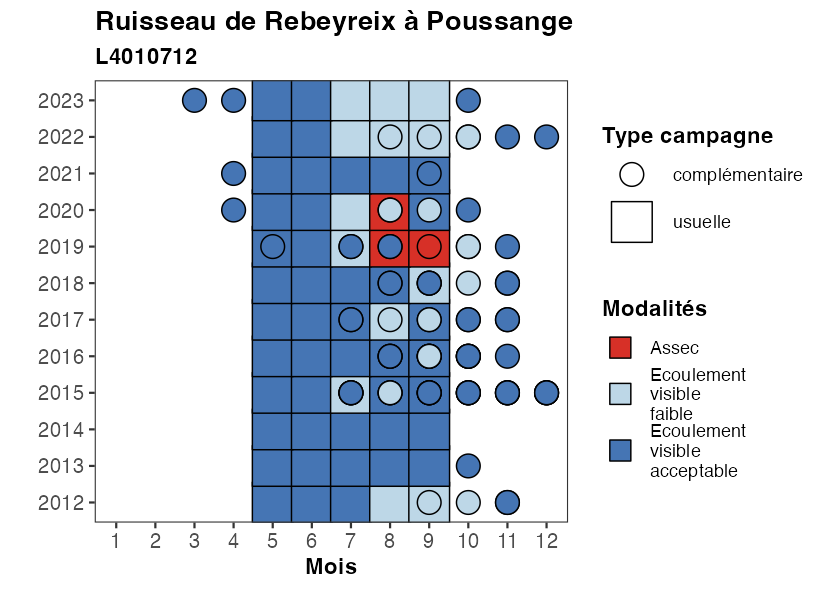 Ruisseau de Rebeyreix à Poussange
L4010712
2023
2022
2021
2020
2019
2018
2017
2016
2015
2014
2013
2012
1 2 3 4 5 6 7 8 9 10 11 12
Mois
Type campagne
complémentaire
usuelle
Modalités
Assec
Ecoulement
visible
faible
Ecoulement
visible
acceptable